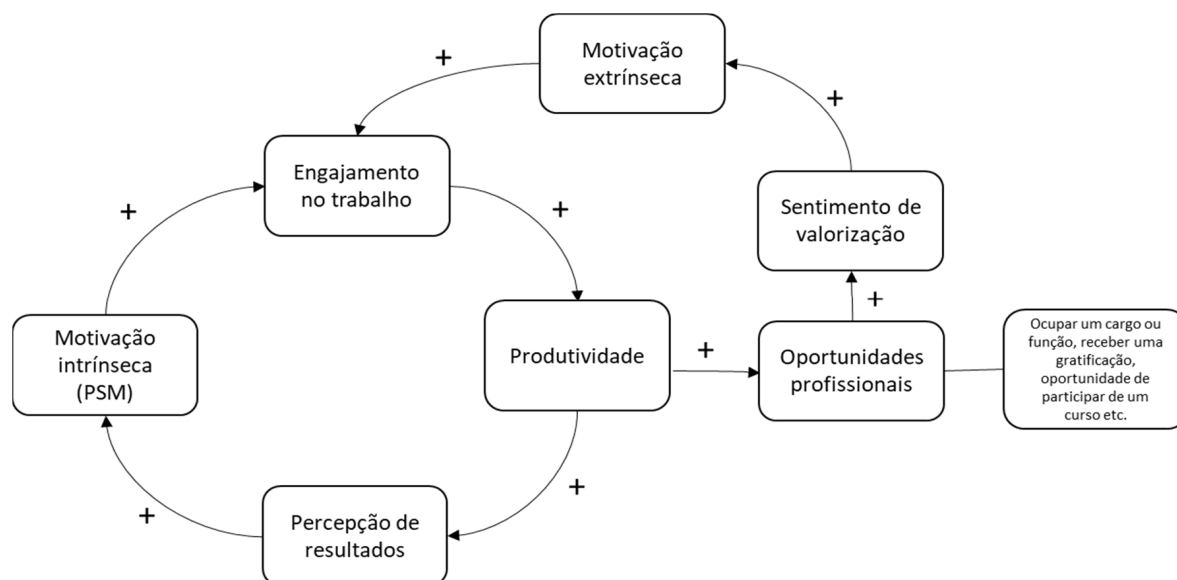 Motivação
extrínseca
+
+
Engajamento
no trabalho
+
+
Sentimento de
valorização
+
Motivação
intrínseca
(PSM)
Produtividade
+
Oportunidades
profissionais
Ocupar um cargo ou
função, receber uma
gratificação,
oportunidade de
participar de um
curso etc.
+
+
Percepção de
resultados